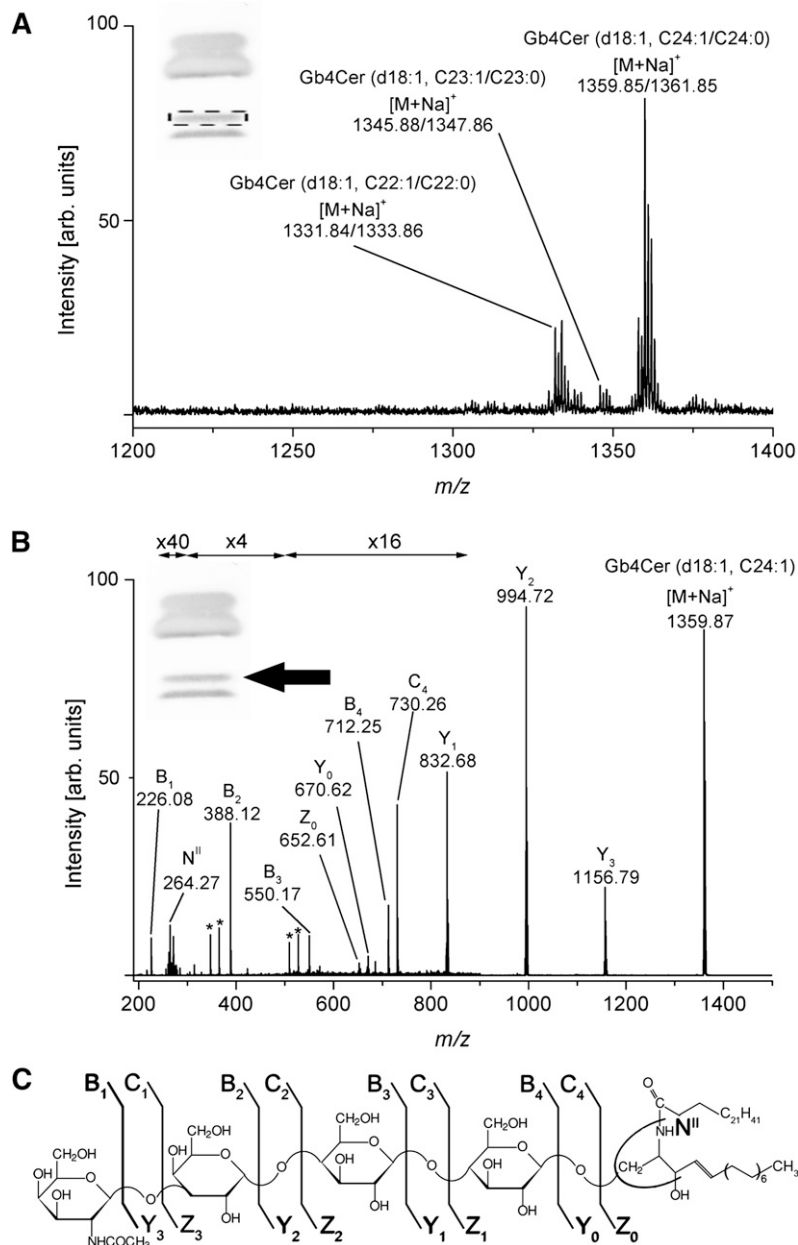 A
100
50
0
Intensity [arb. units]
Gb4Cer (d18:1, C24:1/C24:0)
[M+Na]+
1359.85/1361.85
Gb4Cer (d18:1, C23:1/C23:0)
[M+Na]+
1345.88/1347.86
Gb4Cer (d18:1, C22:1/C22:0)
[M+Na]+
1331.84/1333.86
1200 1250 1300 1350 1400
m/z
B
x40 x4 x16
100
50
Intensity [arb. units]
Gb4Cer (d18:1, C24:1)
[M+Na]+
1359.87
Y2
994.72
C4
730.26
B4
712.25
Y1
832.68
Y0
670.62
Z0
652.61
B1
226.08
B2
388.12
NII
264.27
B3
550.17
Y3
1156.79
* * * *
200 400 600 800 1000 1200 1400
m/z
C
B1 C1 B2 C2 B3 C3 B4 C4
O
C21H41
NH NII
CH2OH CH2OH CH2OH CH2OH
HO O O O O O O O O CH2 CH3
6
OH OH OH OH OH
HO OH OH OH
NHCOCH3
Y3 Z3 Y2 Z2 Y1 Z1 Y0 Z0